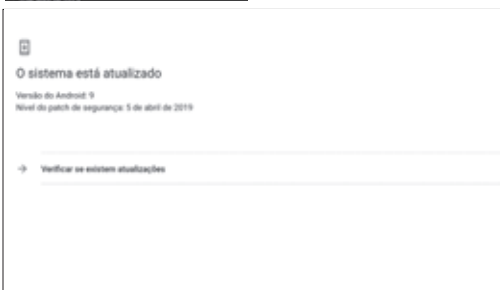 O sistema está atualizado
Versão do Android: 9
Nível do patch de segurança: 5 de abril de 2019
Verificar se existem atualizações